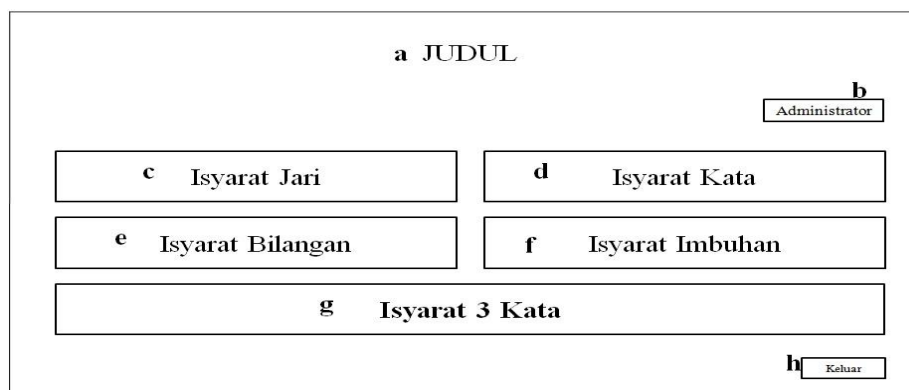 a JUDUL
b
Administrator
c Isyarat Jari
d Isyarat Kata
e Isyarat Bilangan
f Isyarat Imbuhan
g Isyarat 3 Kata
h Keluar